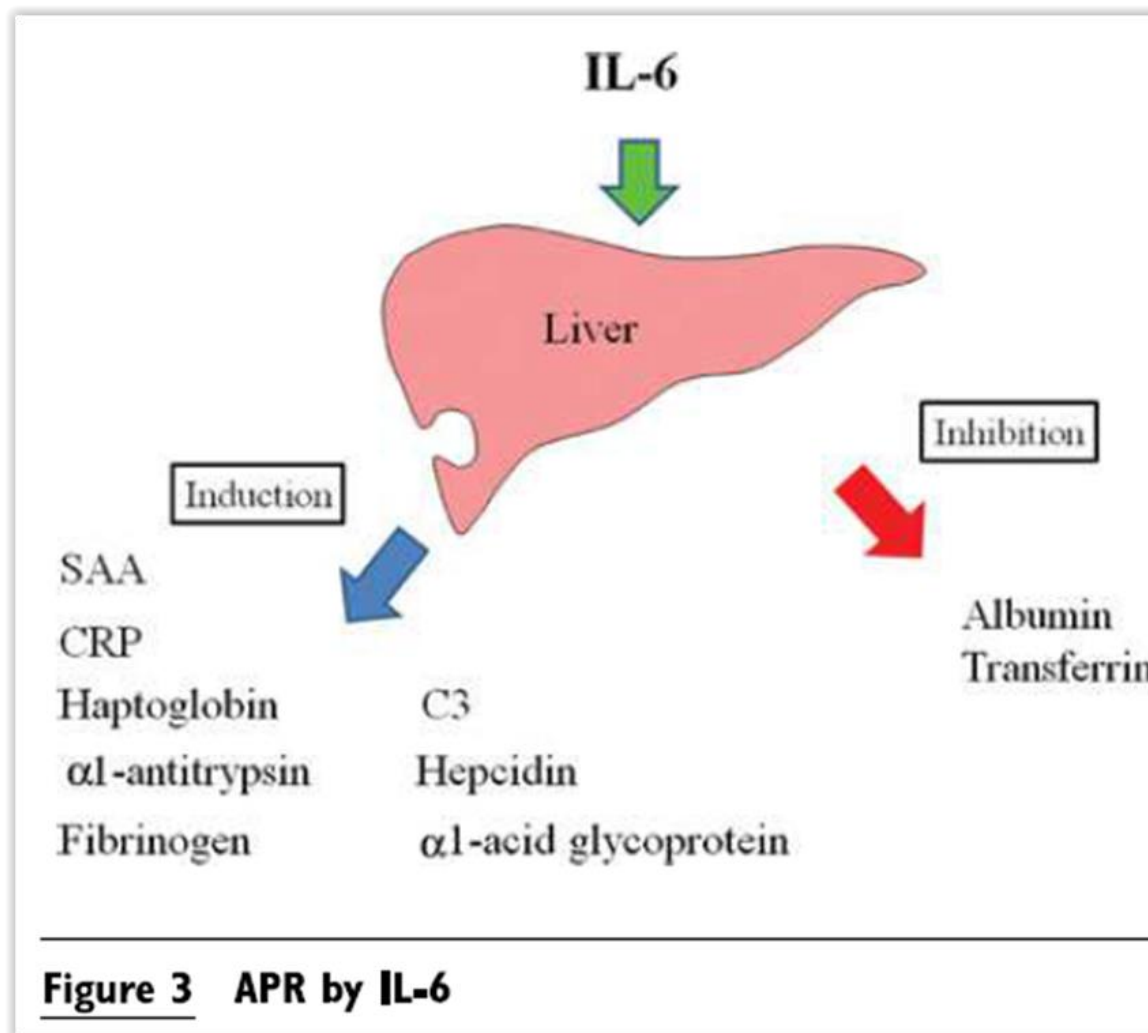 IL-6
Liver
Inhibition
Induction
SAA
CRP
Haptoglobin
α1-antitrypsin
Fibrinogen
C3
Hepcidin
α1-acid glycoprotein
Albumin
Transferrin
Figure 3 APR by IL-6